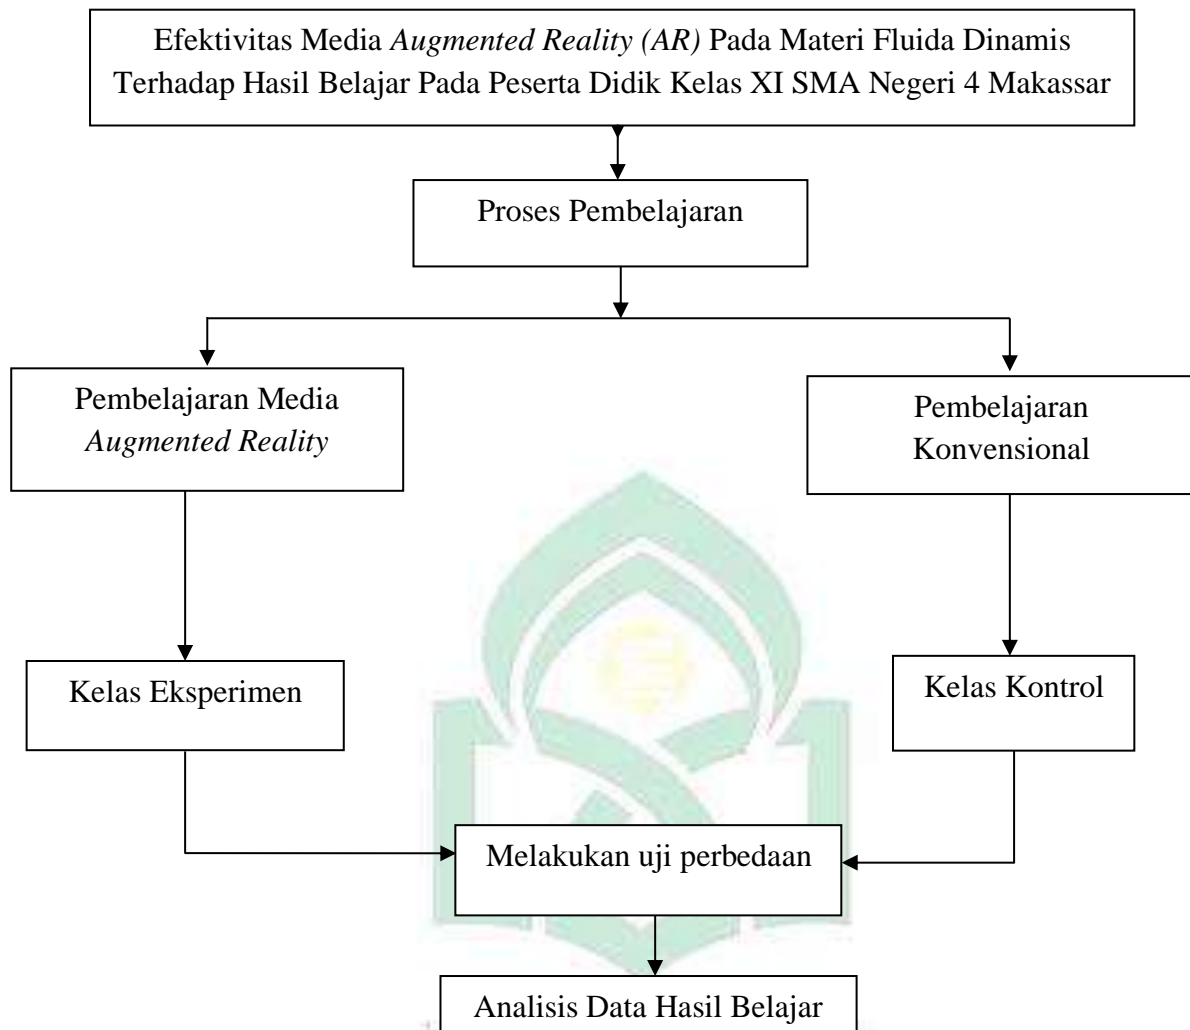 Efektivitas Media Augmented Reality (AR) Pada Materi Fluida Dinamis
Terhadap Hasil Belajar Pada Peserta Didik Kelas XI SMA Negeri 4 Makassar
Proses Pembelajaran
Pembelajaran Media
Augmented Reality
Pembelajaran
Konvensional
Kelas Eksperimen
Kelas Kontrol
Melakukan uji perbedaan
Analisis Data Hasil Belajar